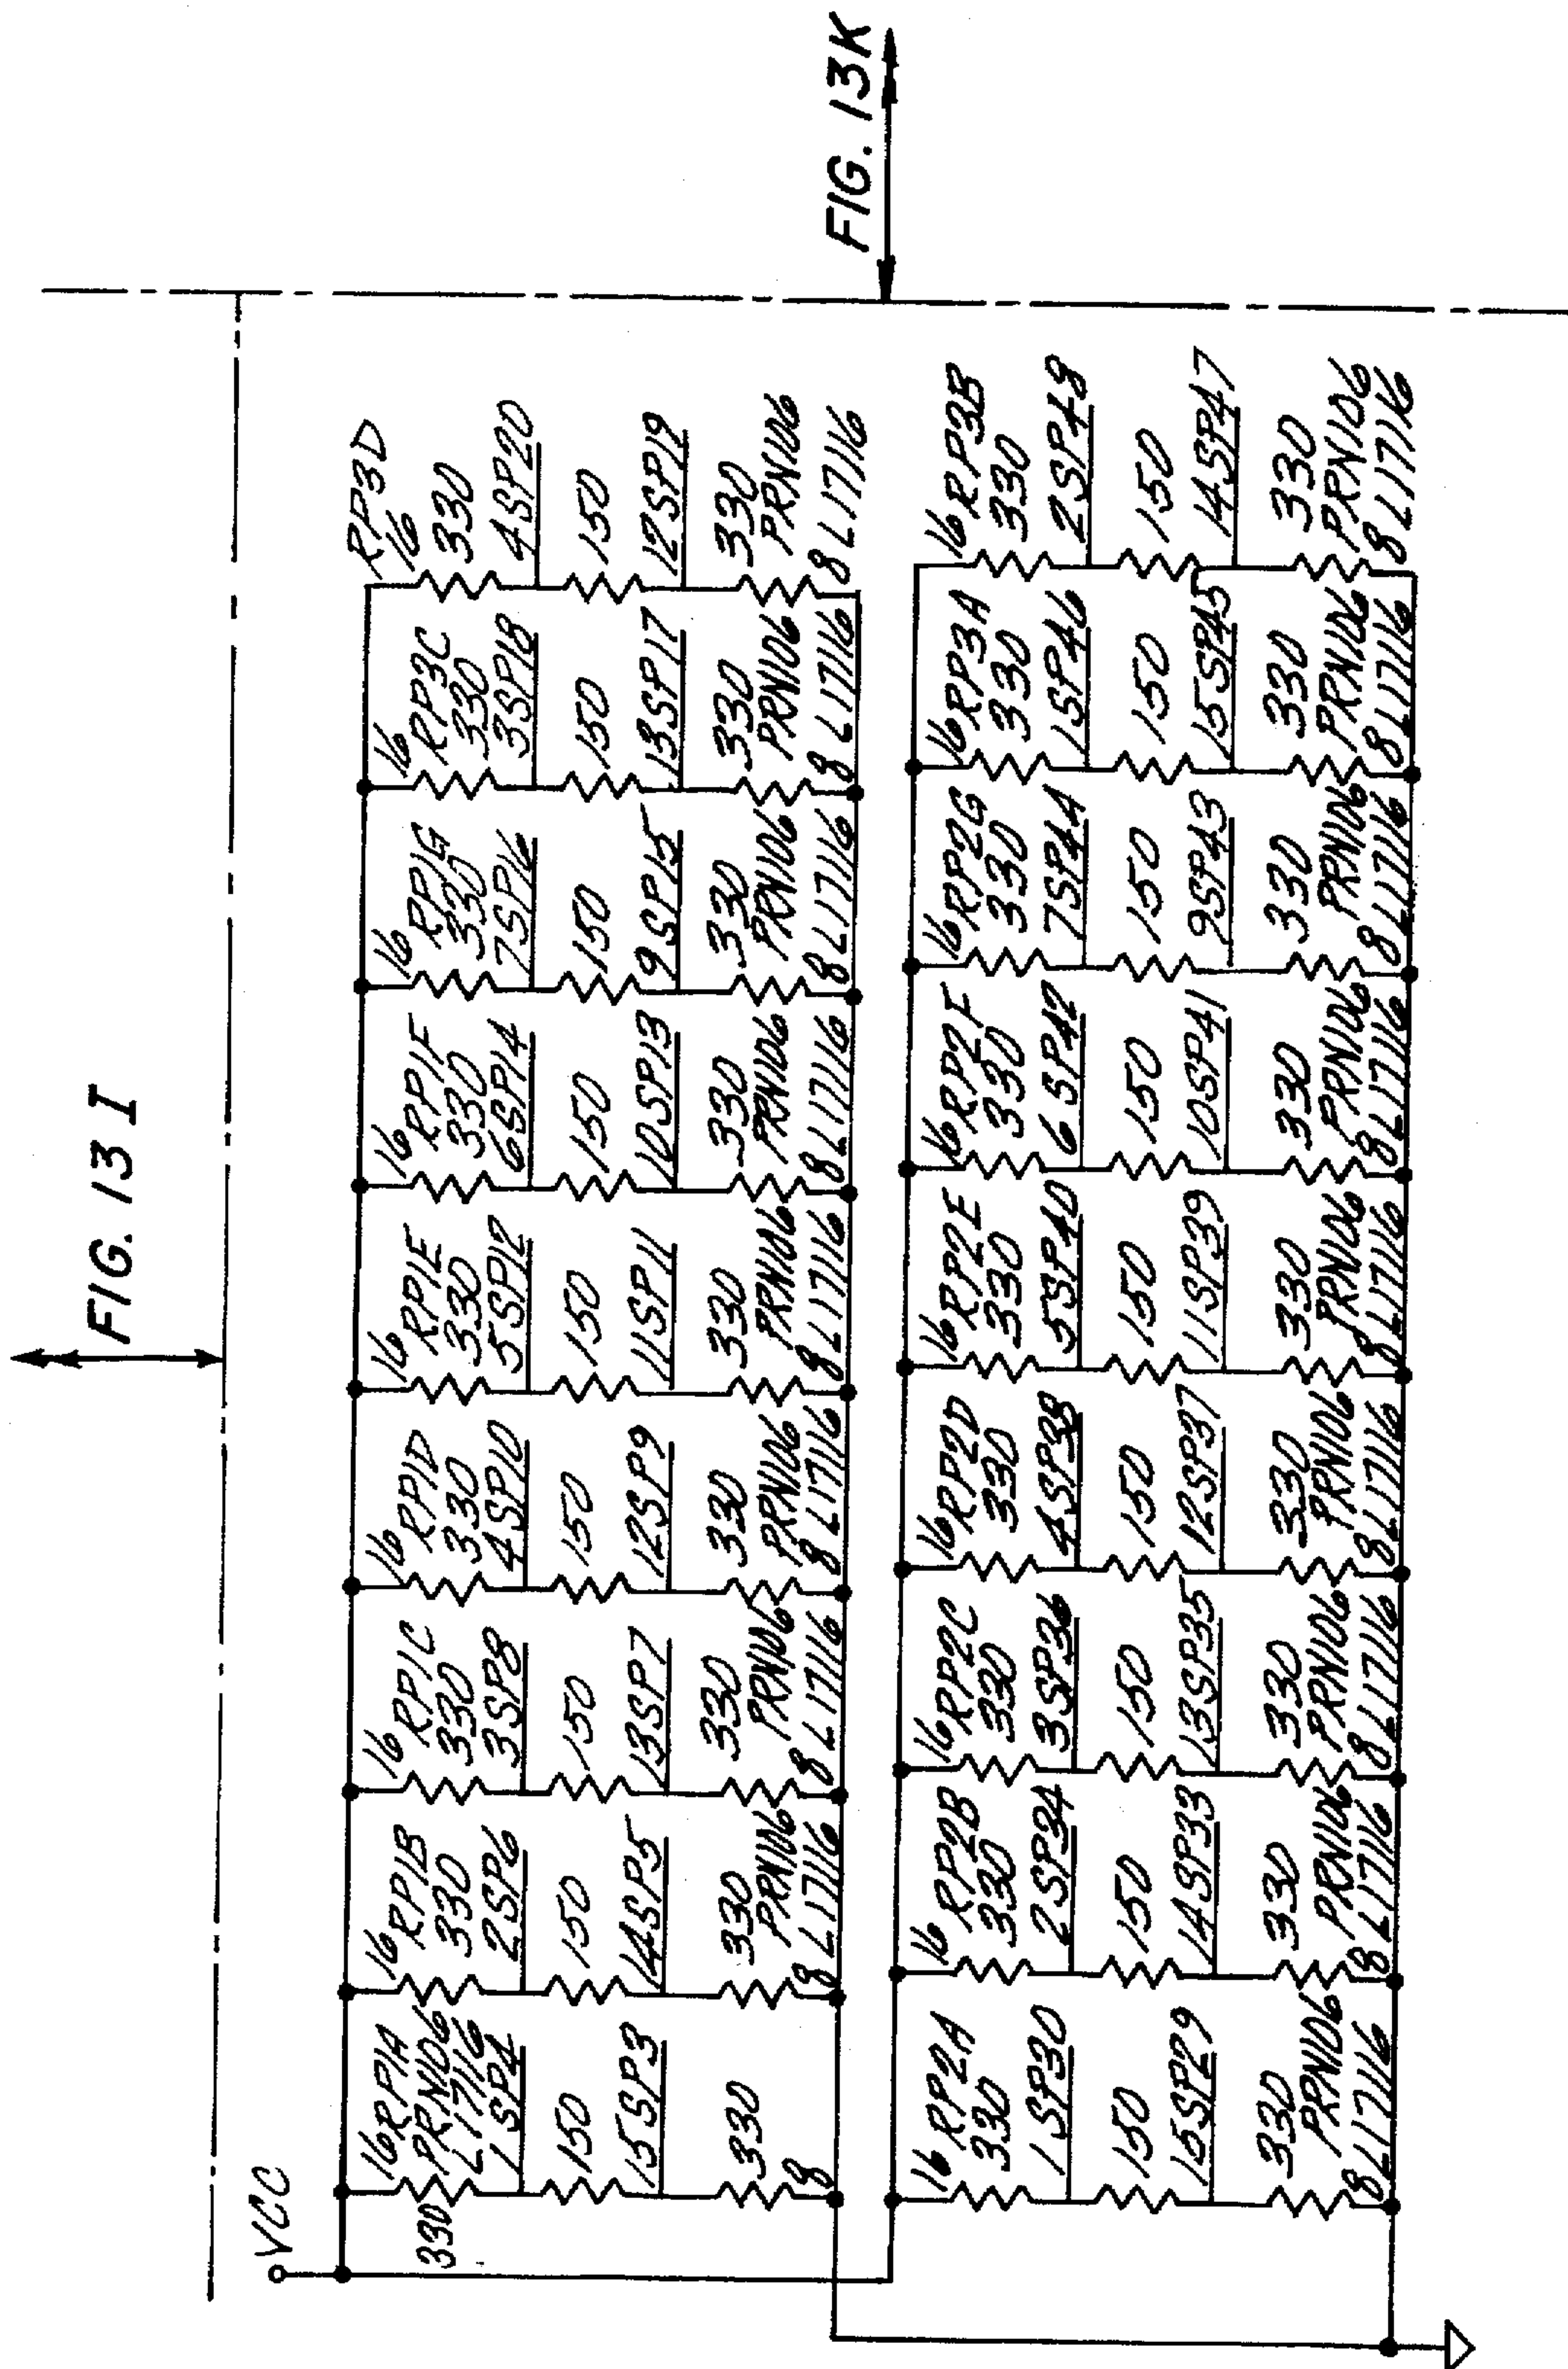 FIG. 13 I
FIG. 13K
VCC
16 RP1A
330
PRN106
L17116
1 SP4
150
15 SP3
330
8
16
RP1B
330
2SP6
150
14SP5
330
PRN106
8 L17116
16
RP1C
330
3SP8
150
13SP7
330
PRN106
8 L17116
16
RP1D
330
4SP10
150
12SP9
330
PRN106
8 L17116
16
RP1E
330
5SP12
150
11SP11
330
PRN106
8 L17116
16
RP1F
330
6SP14
150
10SP13
330
PRN106
8 L17116
16
RP1G
330
7SP16
150
9SP15
330
PRN106
8 L17116
16
RP3C
330
3SP18
150
13SP17
330
PRN106
8 L17116
RP3D
16
330
4SP20
150
12SP19
330
PRN106
8 L17116
16 RP2A
330
1SP30
150
15SP29
330
PRN106
8 L17116
16 RP2B
330
2SP34
150
14SP33
330
PRN106
8 L17116
16 RP2C
330
3SP36
150
13SP35
330
PRN106
8 L17116
16 RP2D
330
4SP38
150
12SP37
330
PRN106
8 L17116
16 RP2E
330
5SP40
150
11SP39
330
PRN106
8 L17116
16 RP2F
330
6SP42
150
10SP41
330
PRN106
8 L17116
16 RP2G
330
7SP44
150
9SP43
330
PRN106
8 L17116
16 RP3A
330
1SP46
150
15SP45
330
PRN106
8 L17116
16 RP3B
330
2SP48
150
14SP47
330
PRN106
8 L17116